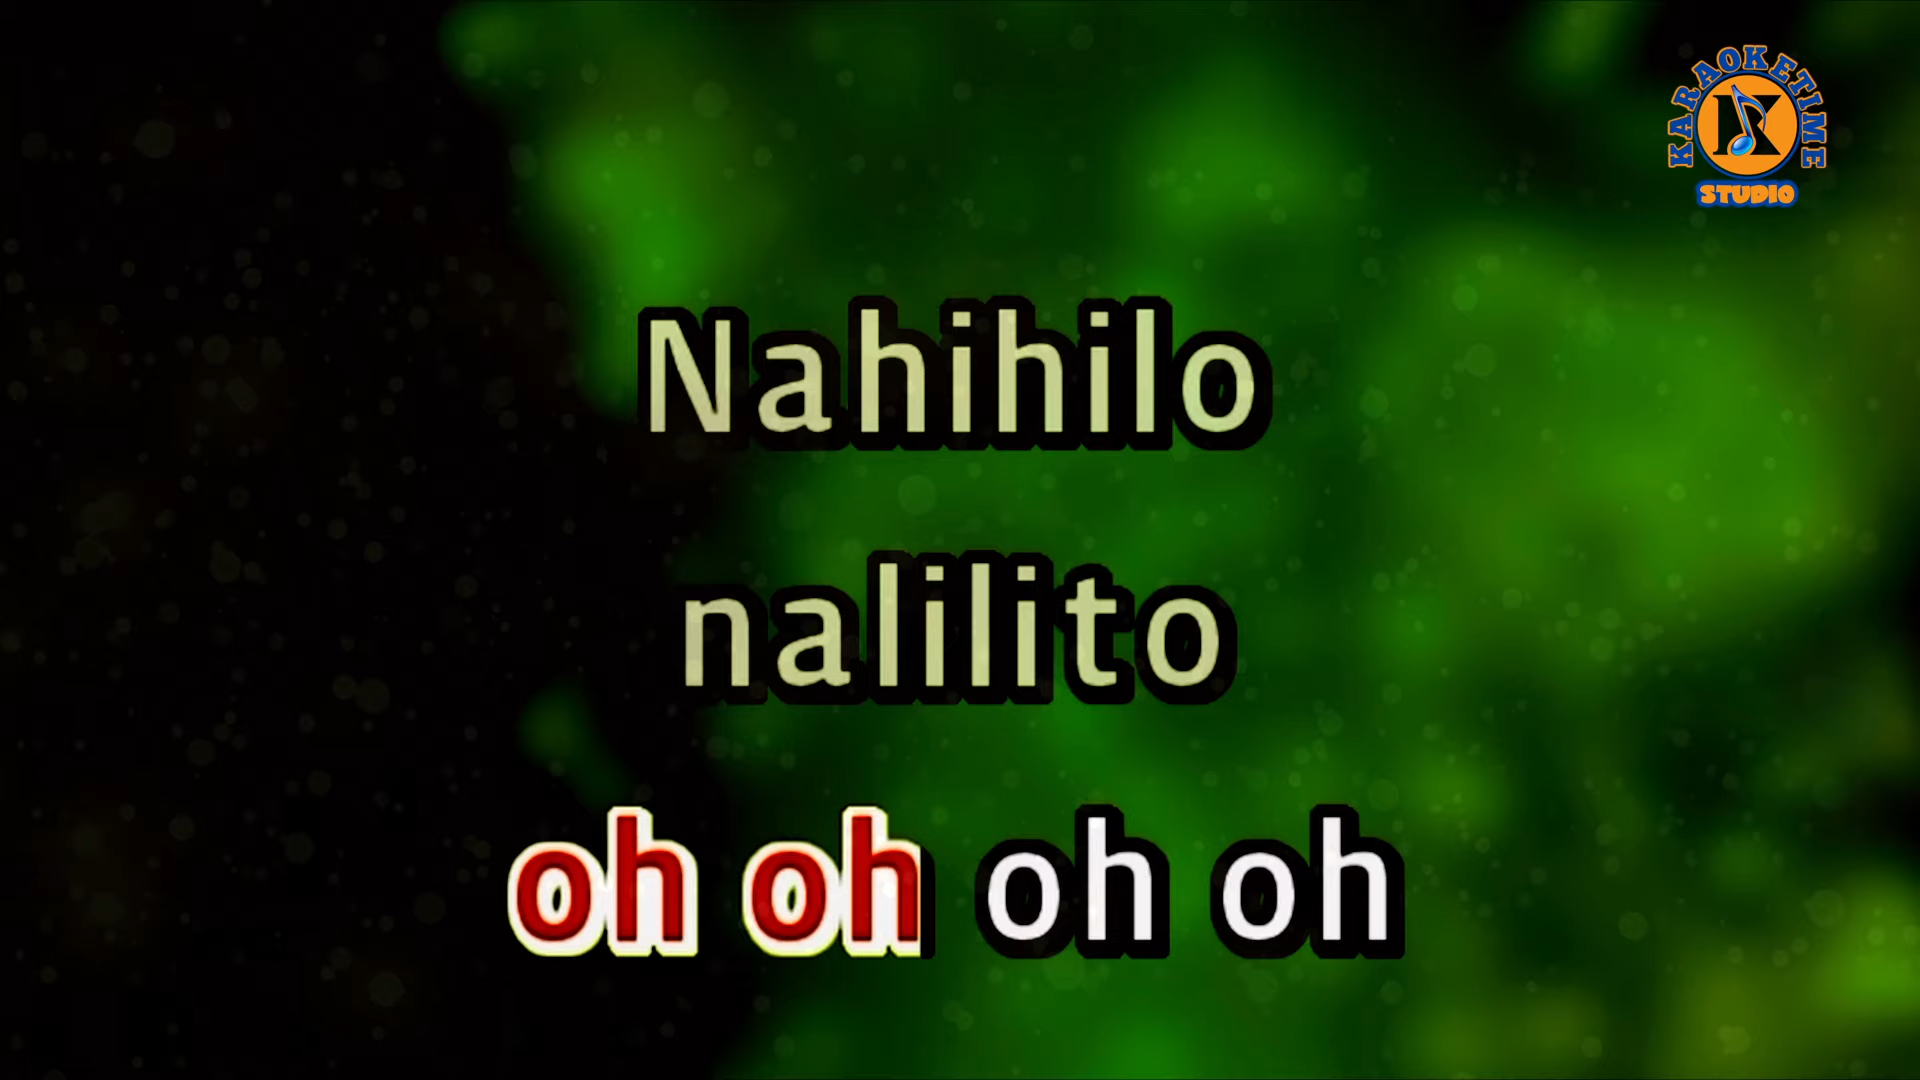 KARAOKETIME
K
STUDIO
Nahihilo
nalilito
oh oh oh oh